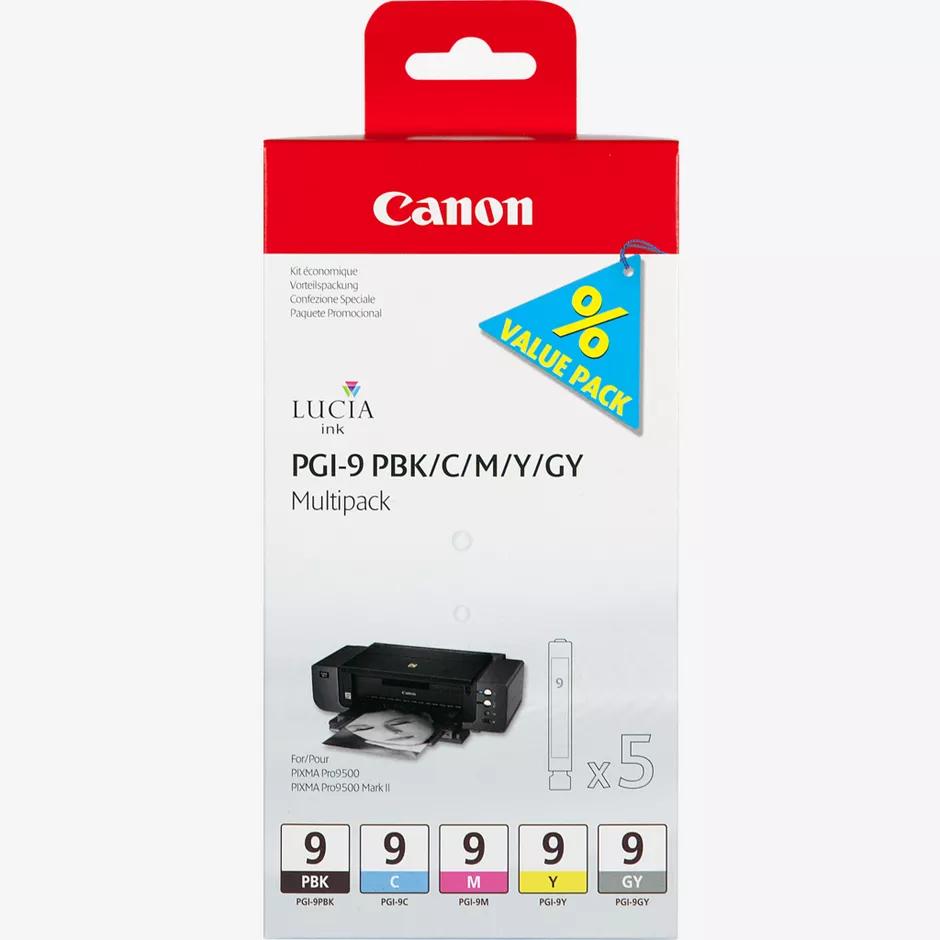 Canon
Kit économique
Vorteilspackung
Confezione Speciale
Paquete Promocional
%
VALUE PACK
LUCIA
ink
PGI-9 PBK/C/M/Y/GY
Multipack
Canon
9
For/Pour
PIXMA Pro9500
PIXMA Pro9500 Mark II
x5
9 9 9 9 9
PBK C M Y GY
PGI-9PBK PGI-9C PGI-9M PGI-9Y PGI-9GY